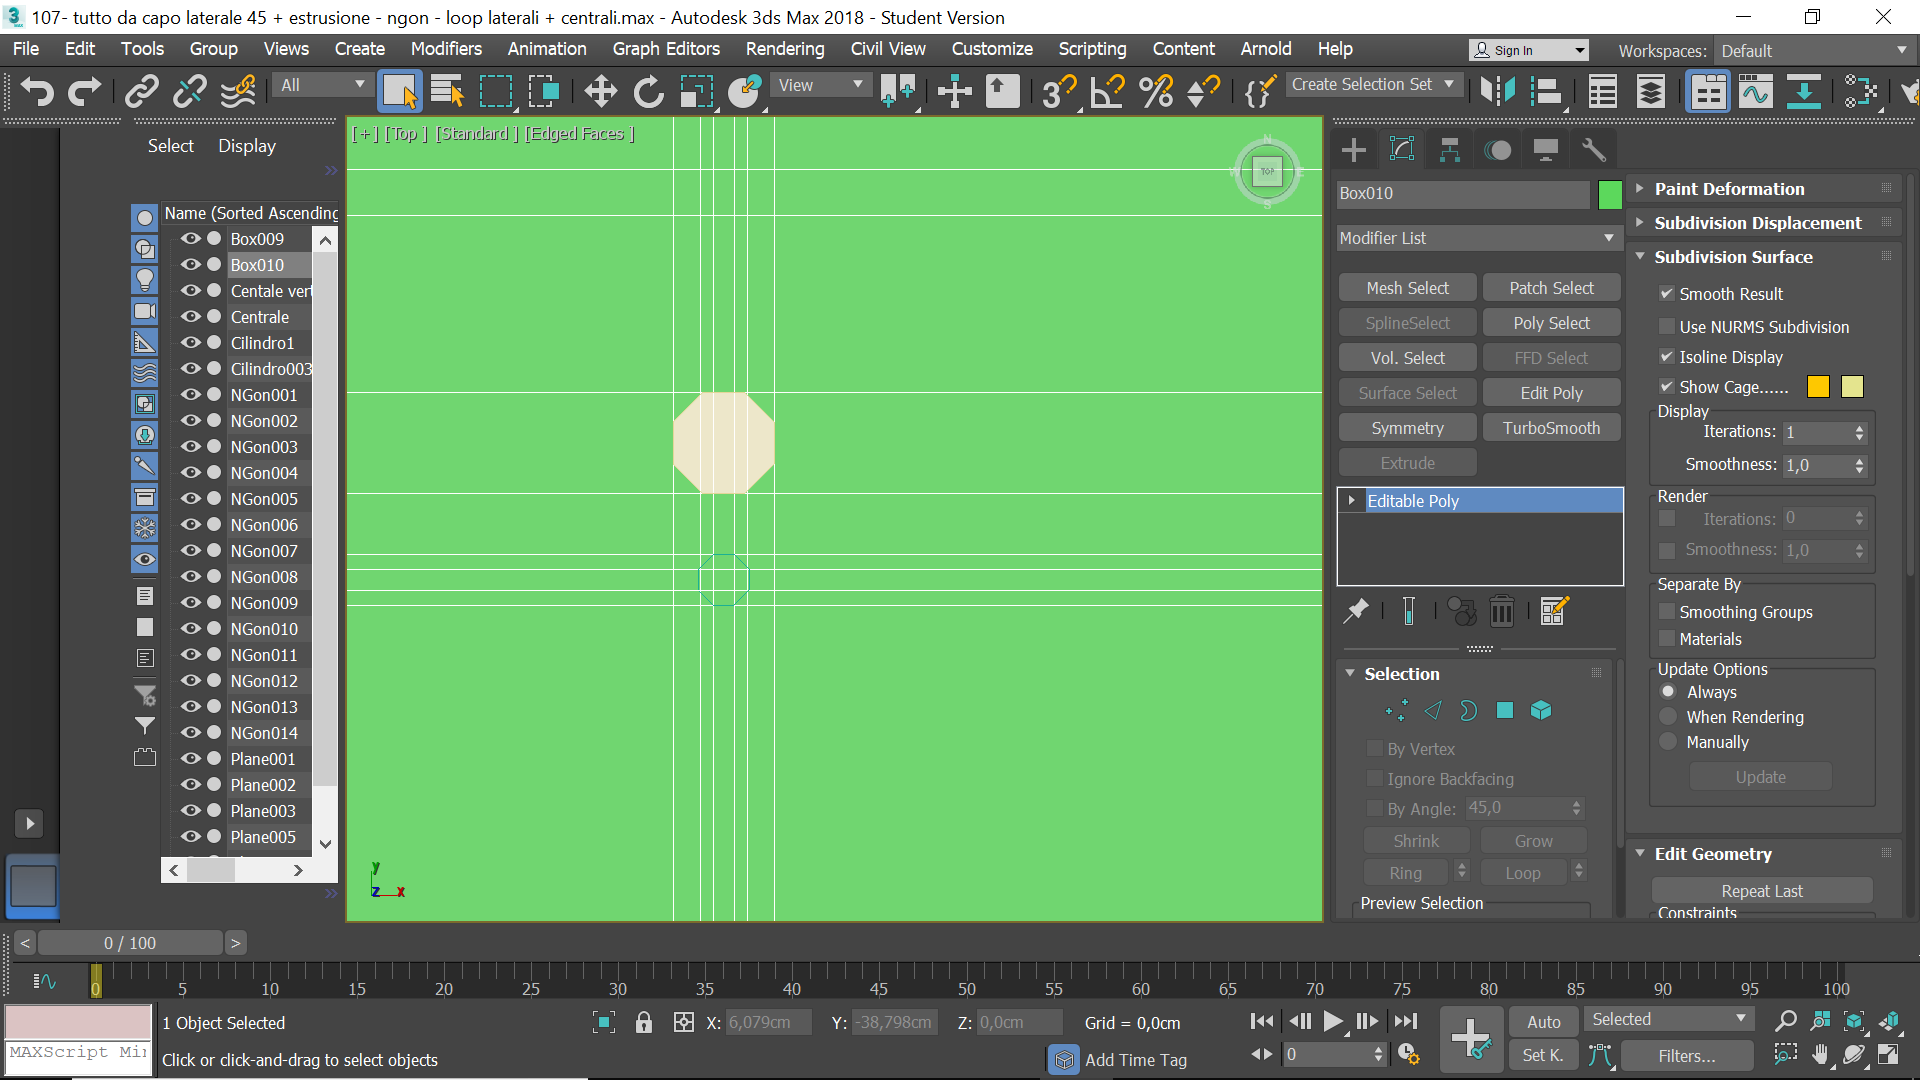 107- tutto da capo laterale 45 + estrusione - ngon - loop laterali + centrali.max - Autodesk 3ds Max 2018 - Student Version
File Edit Tools Group Views Create Modifiers Animation Graph Editors Rendering Civil View Customize Scripting Content Arnold Help Sign In Workspaces: Default
All View Create Selection Set
Select Display
Name (Sorted Ascending
Box009
Box010
Centale vert
Centrale
Cilindro1
Cilindro003
NGon001
NGon002
NGon003
NGon004
NGon005
NGon006
NGon007
NGon008
NGon009
NGon010
NGon011
NGon012
NGon013
NGon014
Plane001
Plane002
Plane003
Plane005
[ + ] [Top ] [Standard ] [Edged Faces ]
N
W TOP E
S
y
z x
Box010
Modifier List
Mesh Select Patch Select
SplineSelect Poly Select
Vol. Select FFD Select
Surface Select Edit Poly
Symmetry TurboSmooth
Extrude
Editable Poly
Selection
By Vertex
Ignore Backfacing
By Angle: 45,0
Shrink Grow
Ring Loop
Preview Selection
Paint Deformation
Subdivision Displacement
Subdivision Surface
Smooth Result
Use NURMS Subdivision
Isoline Display
Show Cage......
Display
Iterations: 1
Smoothness: 1,0
Render
Iterations: 0
Smoothness: 1,0
Separate By
Smoothing Groups
Materials
Update Options
Always
When Rendering
Manually
Update
Edit Geometry
Repeat Last
Constraints
< 0 / 100 >
0 5 10 15 20 25 30 35 40 45 50 55 60 65 70 75 80 85 90 95 100
1 Object Selected X: 6,079cm Y: -38,798cm Z: 0,0cm Grid = 0,0cm Auto Selected
MAXScript Mi Click or click-and-drag to select objects Add Time Tag 0 Set K. Filters...